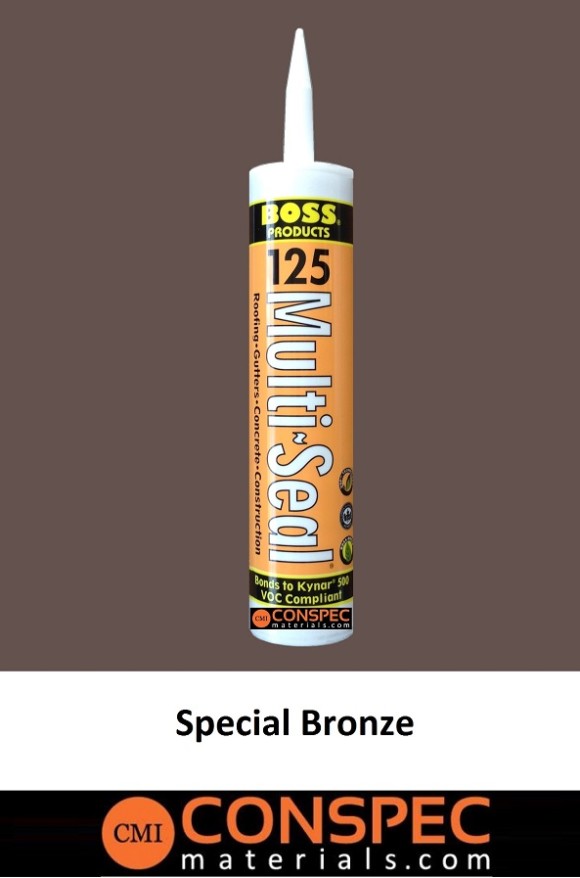 BOSS®
PRODUCTS
125
Multi~Seal®
Roofing•Gutters•Concrete•Construction
Bonds to Kynar® 500
VOC Compliant
CMI CONSPEC
materials.com
Special Bronze
CMI CONSPEC
materials.com